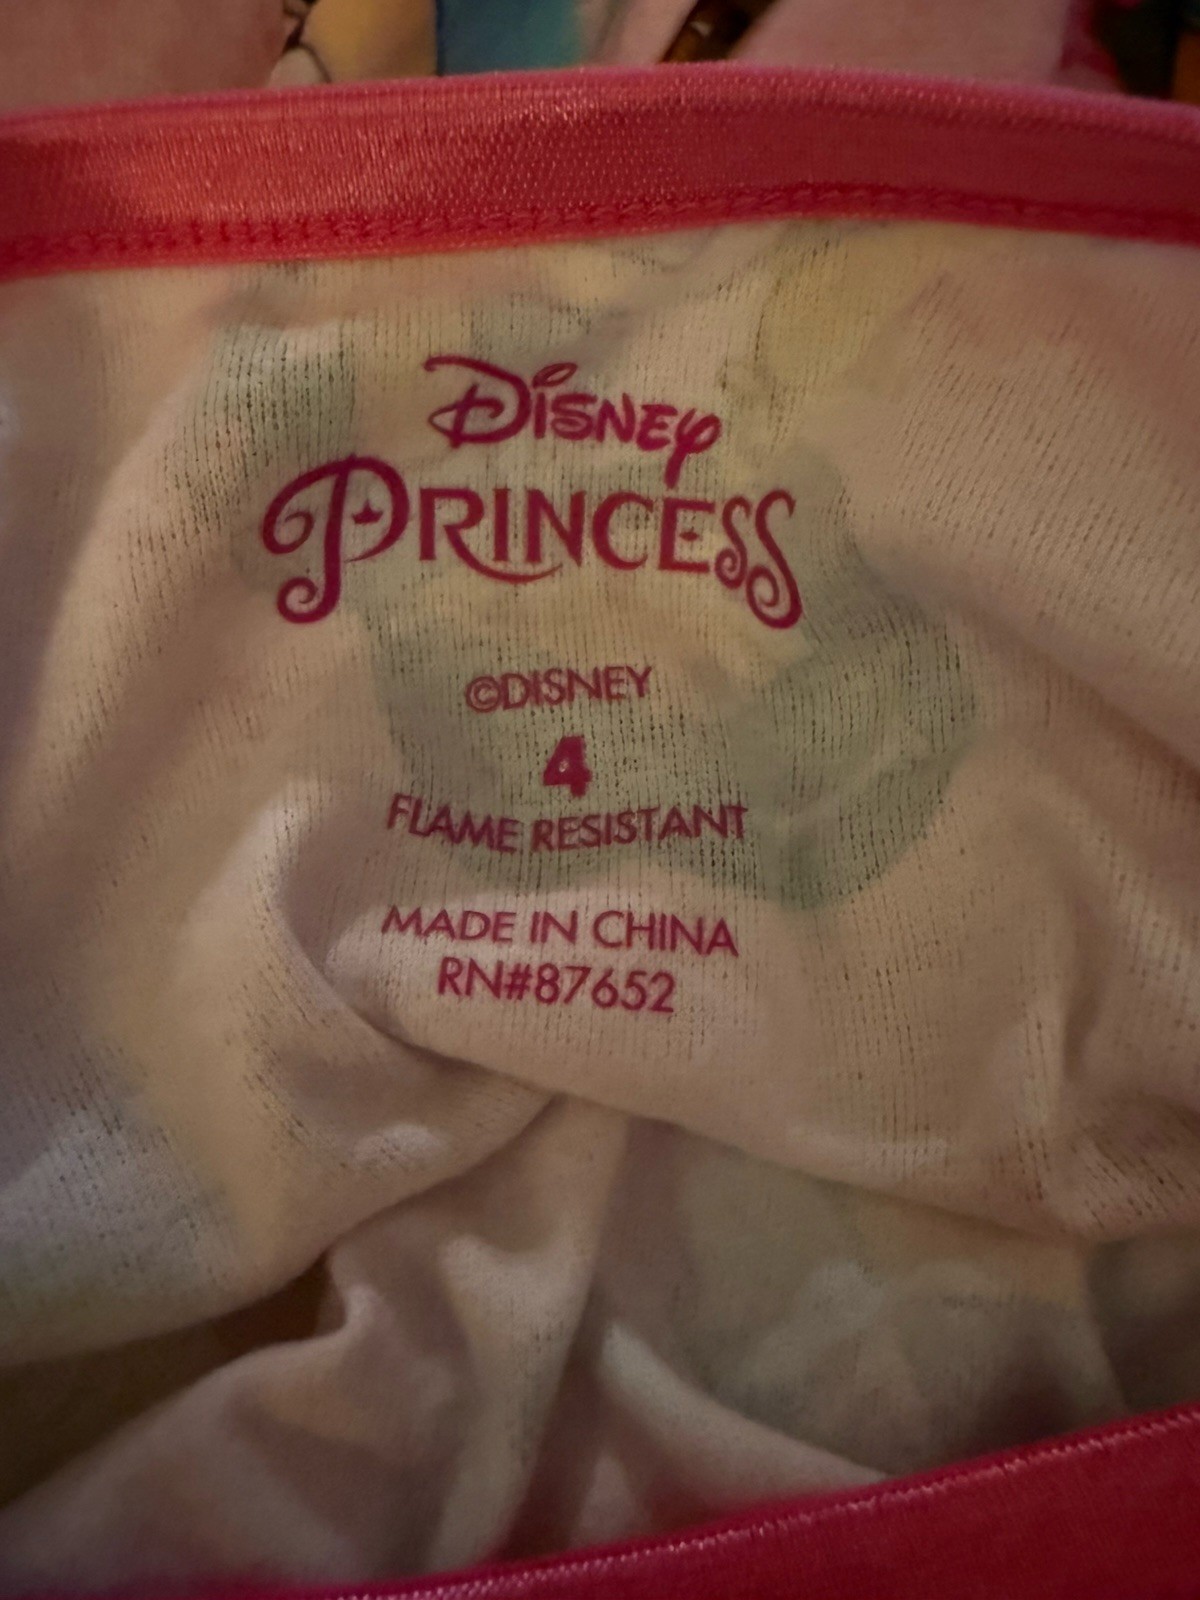 Disney
PRINCESS
©DISNEY
4
FLAME RESISTANT
MADE IN CHINA
RN#87652